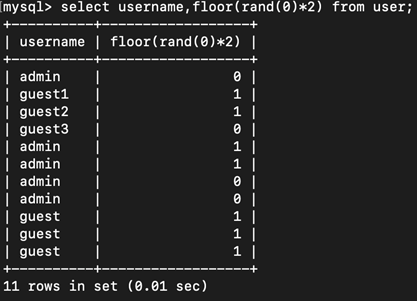 [mysql> select username,floor(rand(0)*2) from user;
+----------+------------------+
| username | floor(rand(0)*2) |
+----------+------------------+
| admin    |                0 |
| guest1   |                1 |
| guest2   |                1 |
| guest3   |                0 |
| admin    |                1 |
| admin    |                1 |
| admin    |                0 |
| admin    |                0 |
| guest    |                1 |
| guest    |                1 |
| guest    |                1 |
+----------+------------------+
11 rows in set (0.01 sec)